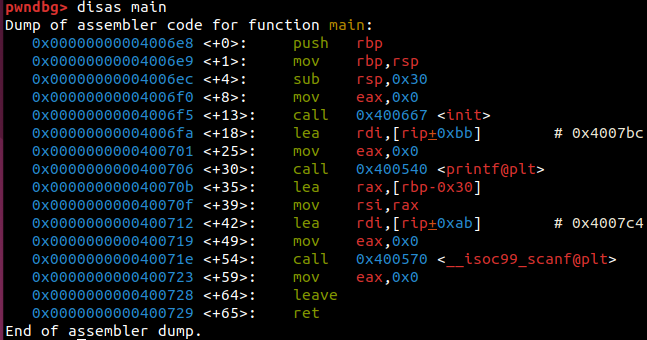 pwndbg> disas main
Dump of assembler code for function main:
   0x00000000004006e8 <+0>:     push   rbp
   0x00000000004006e9 <+1>:     mov    rbp,rsp
   0x00000000004006ec <+4>:     sub    rsp,0x30
   0x00000000004006f0 <+8>:     mov    eax,0x0
   0x00000000004006f5 <+13>:    call   0x400667 <init>
   0x00000000004006fa <+18>:    lea    rdi,[rip+0xbb]        # 0x4007bc
   0x0000000000400701 <+25>:    mov    eax,0x0
   0x0000000000400706 <+30>:    call   0x400540 <printf@plt>
   0x000000000040070b <+35>:    lea    rax,[rbp-0x30]
   0x000000000040070f <+39>:    mov    rsi,rax
   0x0000000000400712 <+42>:    lea    rdi,[rip+0xab]        # 0x4007c4
   0x0000000000400719 <+49>:    mov    eax,0x0
   0x000000000040071e <+54>:    call   0x400570 <__isoc99_scanf@plt>
   0x0000000000400723 <+59>:    mov    eax,0x0
   0x0000000000400728 <+64>:    leave
   0x0000000000400729 <+65>:    ret
End of assembler dump.